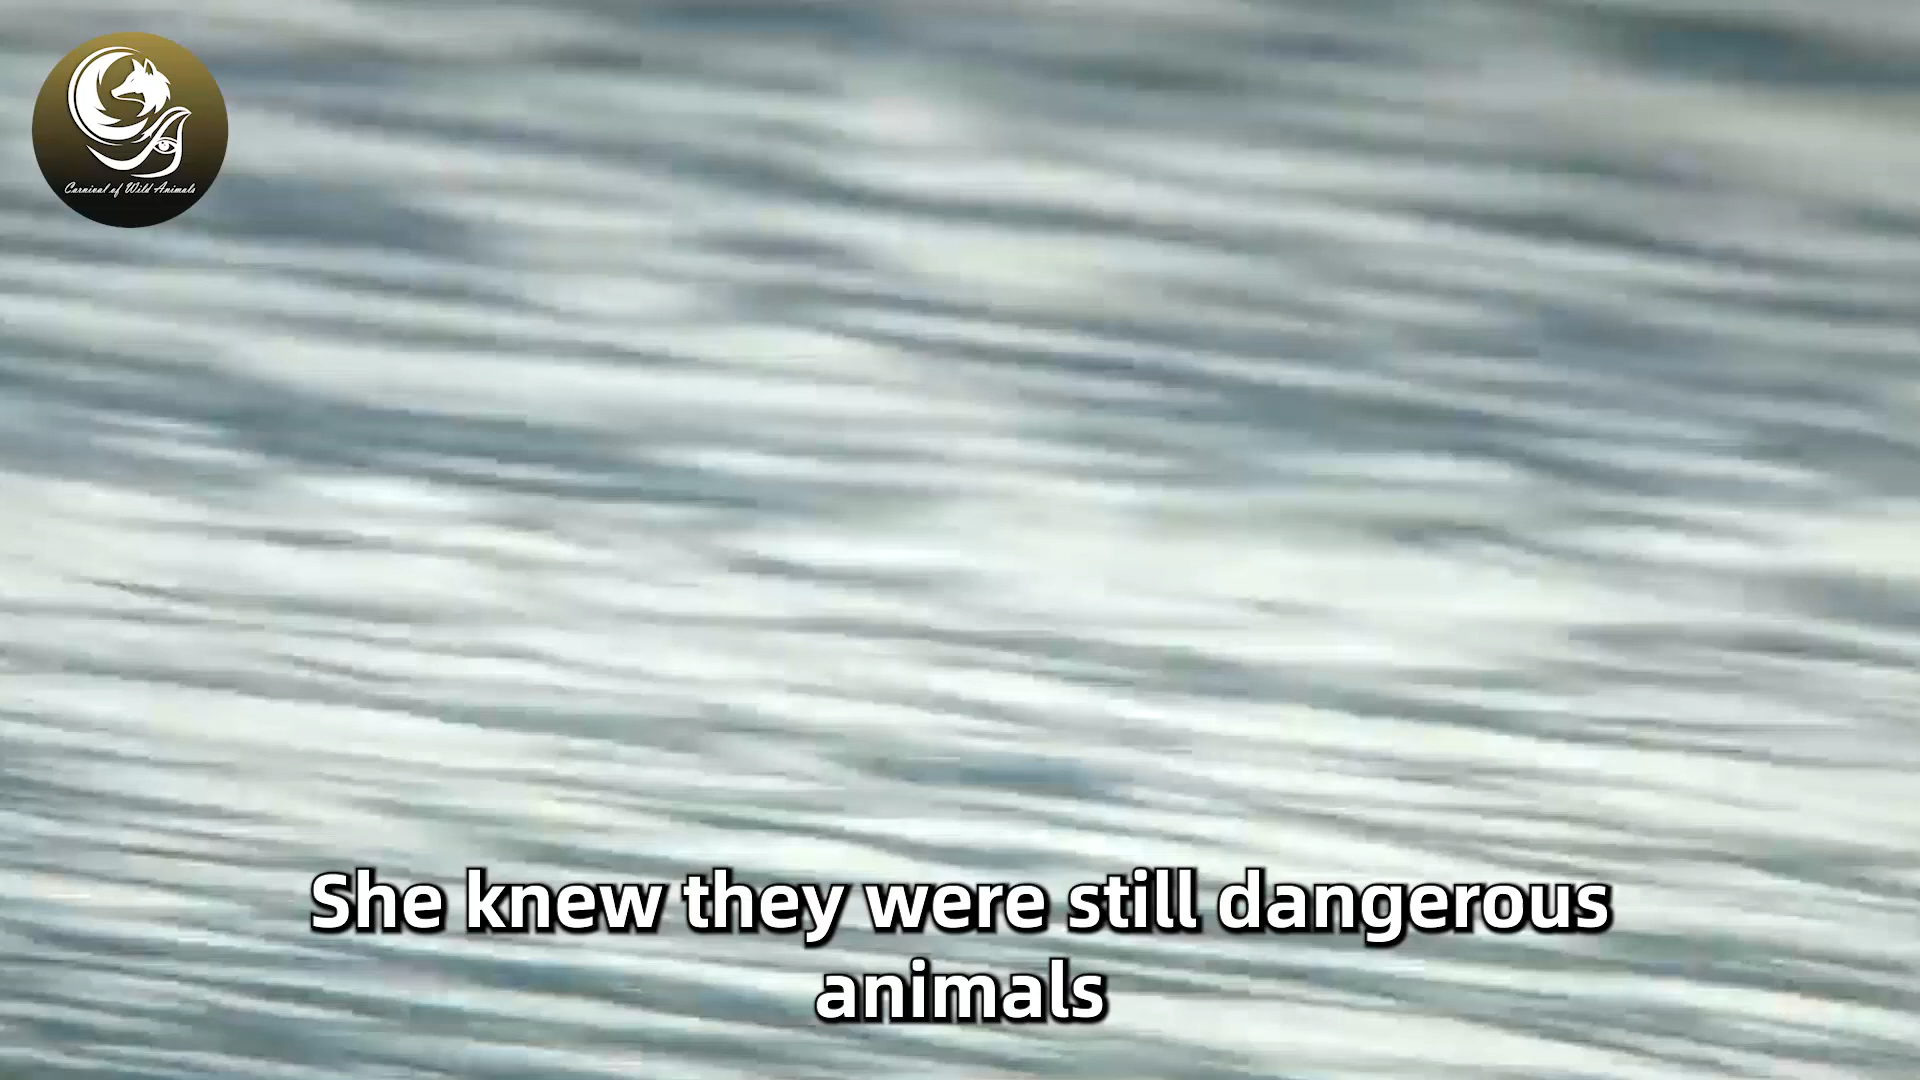 Carnival of Wild Animals
She knew they were still dangerous
animals